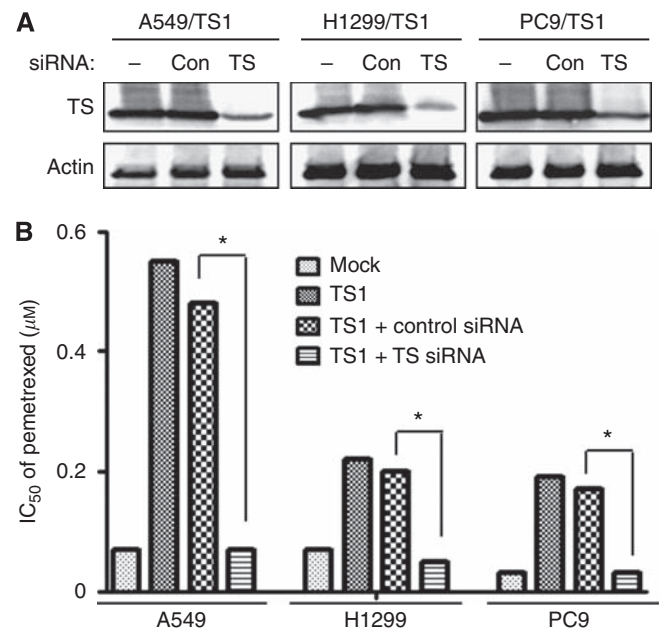 A
A549/TS1 H1299/TS1 PC9/TS1
siRNA: – Con TS – Con TS – Con TS
TS
Actin
B
0.6
0.4
0.2
0
IC50 of pemetrexed (μM)
*
*
*
Mock
TS1
TS1 + control siRNA
TS1 + TS siRNA
A549 H1299 PC9